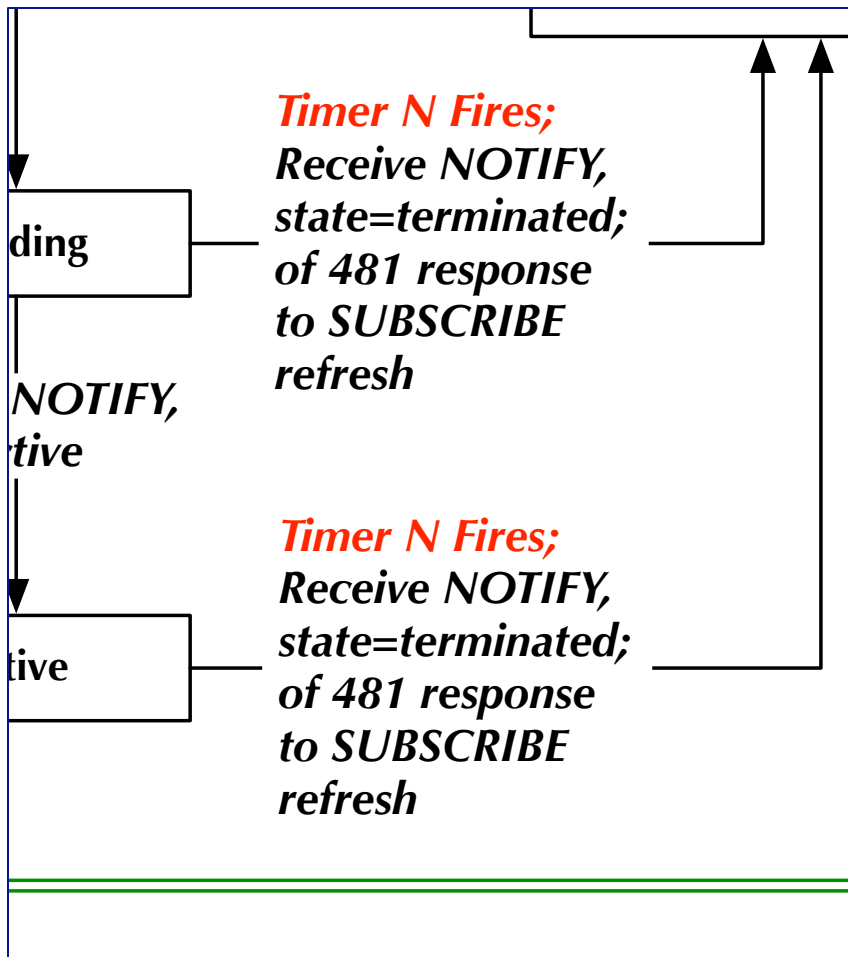 Timer N Fires;
Receive NOTIFY,
state=terminated;
of 481 response
to SUBSCRIBE
refresh
ding
NOTIFY,
ctive
Timer N Fires;
Receive NOTIFY,
state=terminated;
of 481 response
to SUBSCRIBE
refresh
tive